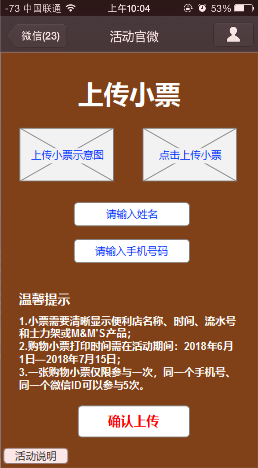 -73 中国联通 上午10:04 53%
微信(23) 活动官微
上传小票
上传小票示意图 点击上传小票
请输入姓名
请输入手机号码
温馨提示
1.小票需要清晰显示便利店名称、时间、流水号
和士力架或M&M'S产品；
2.购物小票打印时间需在活动期间：2018年6月
1日—2018年7月15日；
3.一张购物小票仅限参与一次，同一个手机号、
同一个微信ID可以参与5次。
确认上传
活动说明